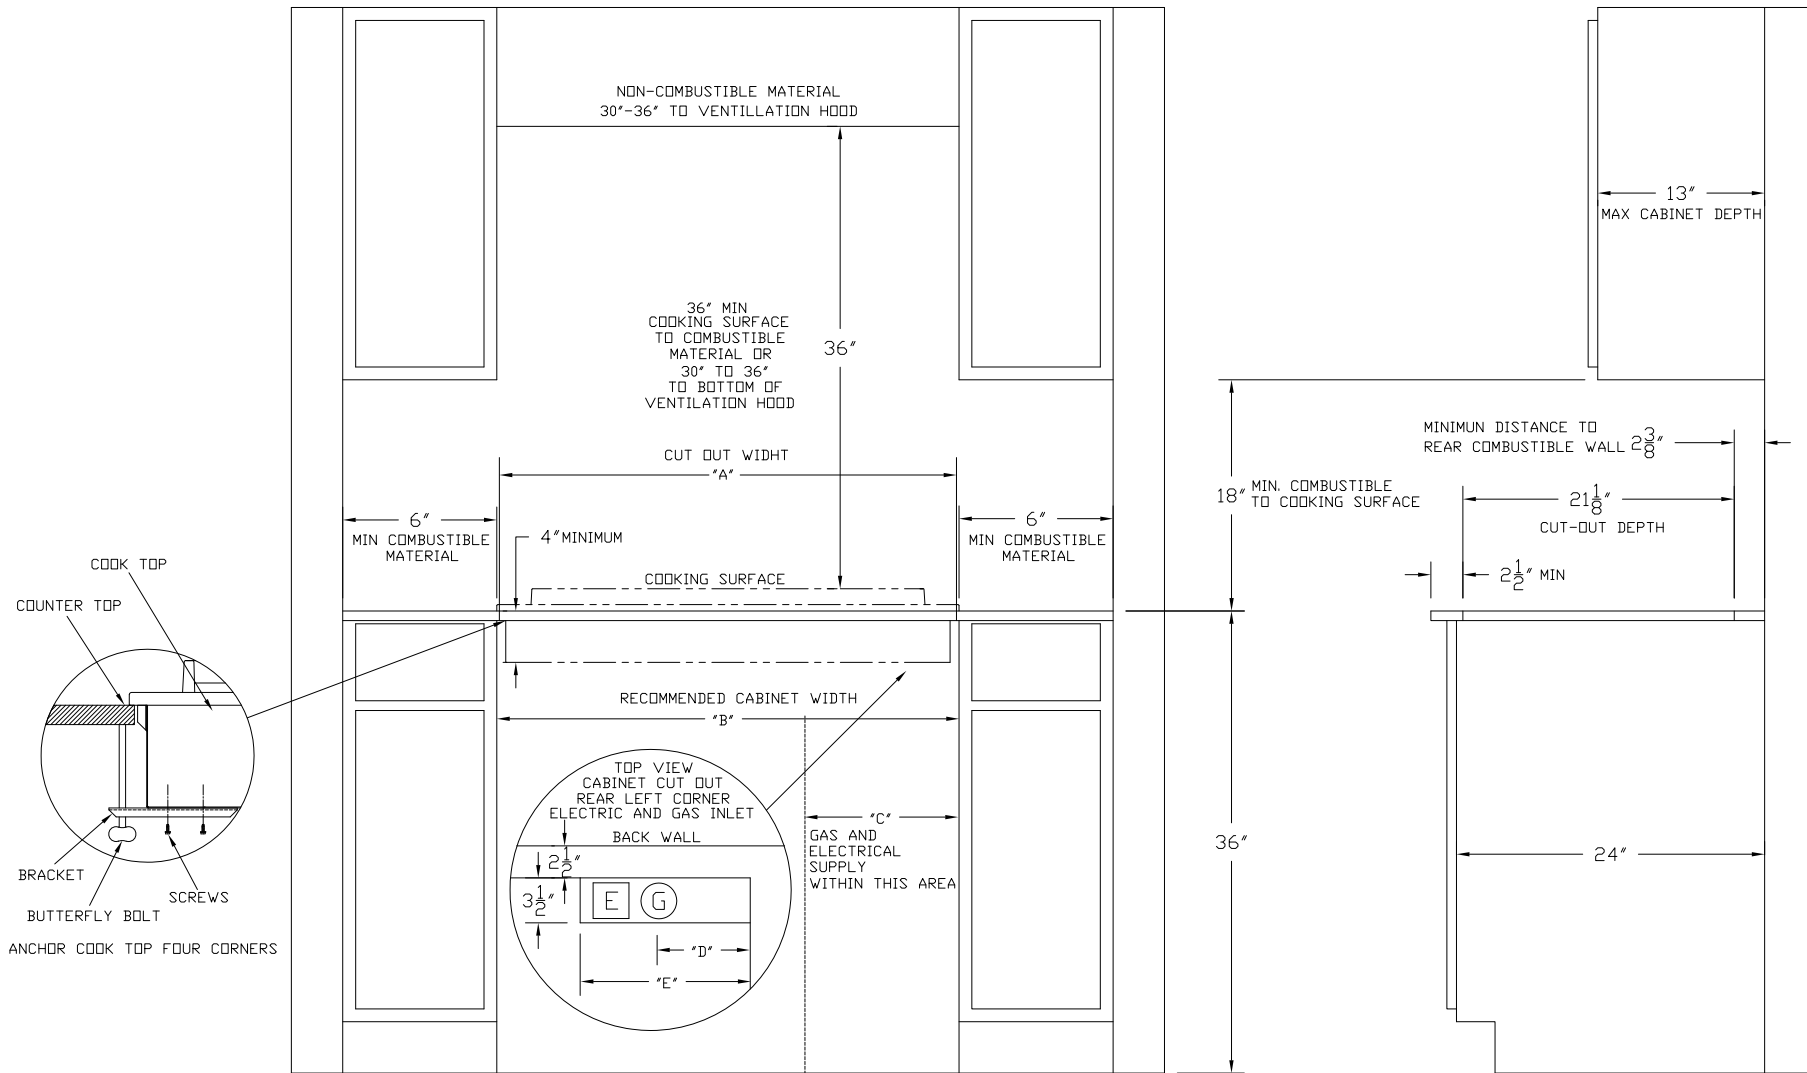 NON-COMBUSTIBLE MATERIAL
30"-36" TO VENTILLATION HOOD
13"
MAX CABINET DEPTH
36" MIN
COOKING SURFACE
TO COMBUSTIBLE
MATERIAL OR
30" TO 36"
TO BOTTOM OF
VENTILATION HOOD
36"
MINIMUN DISTANCE TO
REAR COMBUSTIBLE WALL 2 3/8"
CUT OUT WIDHT
"A"
18" MIN. COMBUSTIBLE
TO COOKING SURFACE
21 1/8"
CUT-OUT DEPTH
6"
MIN COMBUSTIBLE
MATERIAL
4" MINIMUM
6"
MIN COMBUSTIBLE
MATERIAL
COOKING SURFACE
2 1/2" MIN
COOK TOP
COUNTER TOP
RECOMMENDED CABINET WIDTH
"B"
TOP VIEW
CABINET CUT OUT
REAR LEFT CORNER
ELECTRIC AND GAS INLET
BACK WALL
2 1/2"
3 1/2"
E G
"D"
"E"
"C"
GAS AND
ELECTRICAL
SUPPLY
WITHIN THIS AREA
36"
24"
BRACKET
SCREWS
BUTTERFLY BOLT
ANCHOR COOK TOP FOUR CORNERS